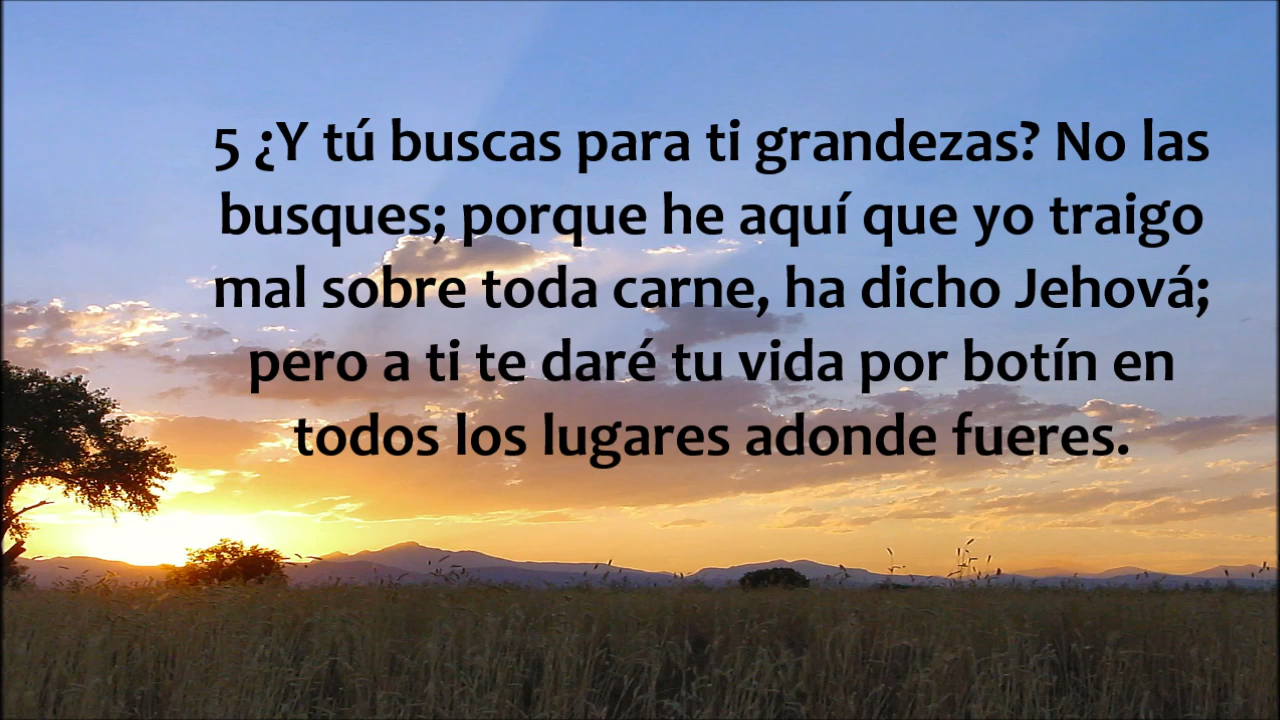 5 ¿Y tú buscas para ti grandezas? No las
busques; porque he aquí que yo traigo
mal sobre toda carne, ha dicho Jehová;
pero a ti te daré tu vida por botín en
todos los lugares adonde fueres.